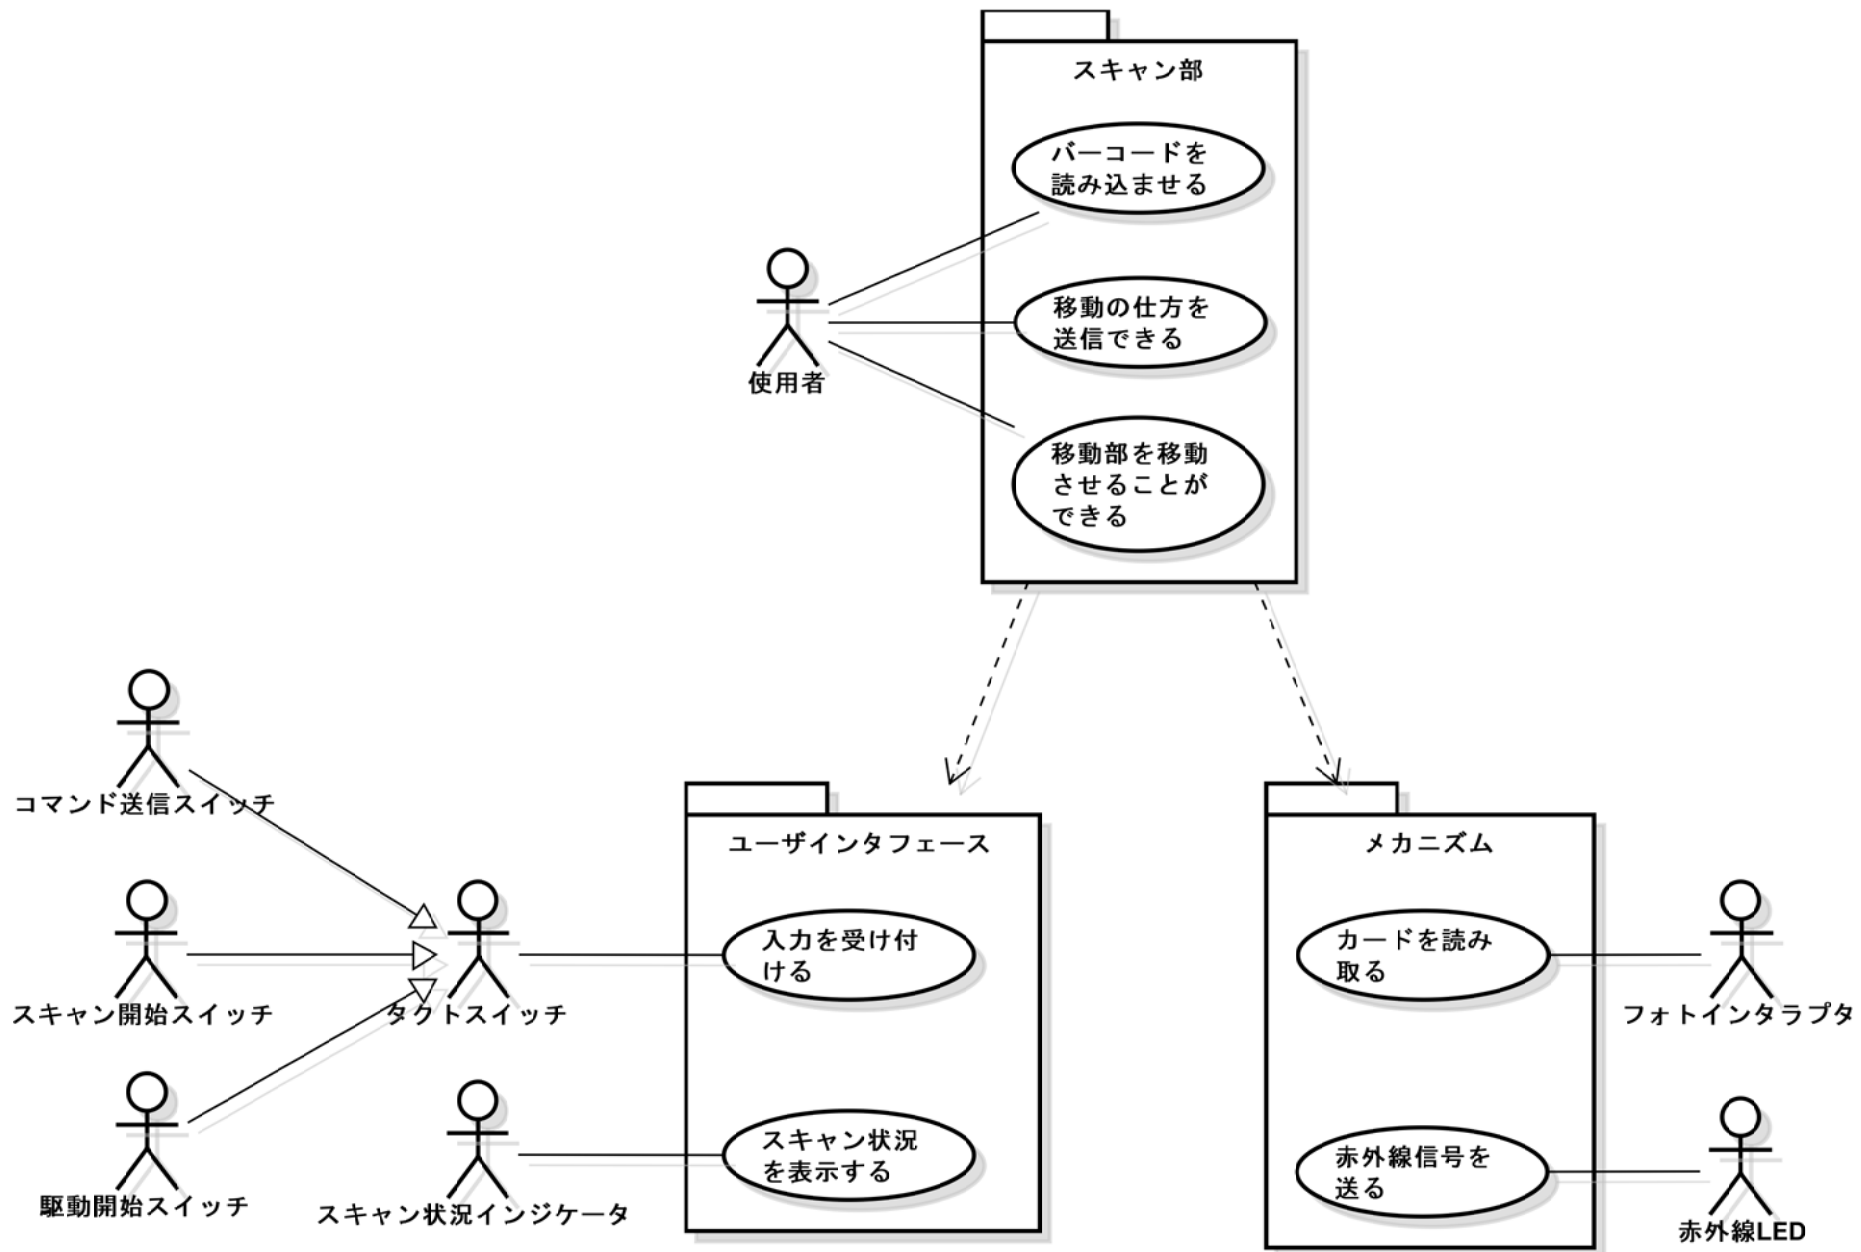 スキャン部
バーコードを
読み込ませる
移動の仕方を
送信できる
使用者
移動部を移動
させることが
できる
コマンド送信スイッチ
ユーザインタフェース
メカニズム
入力を受け付
ける
カードを読み
取る
スキャン開始スイッチ
タクトスイッチ
フォトインタラプタ
スキャン状況
を表示する
赤外線信号を
送る
駆動開始スイッチ
スキャン状況インジケータ
赤外線LED